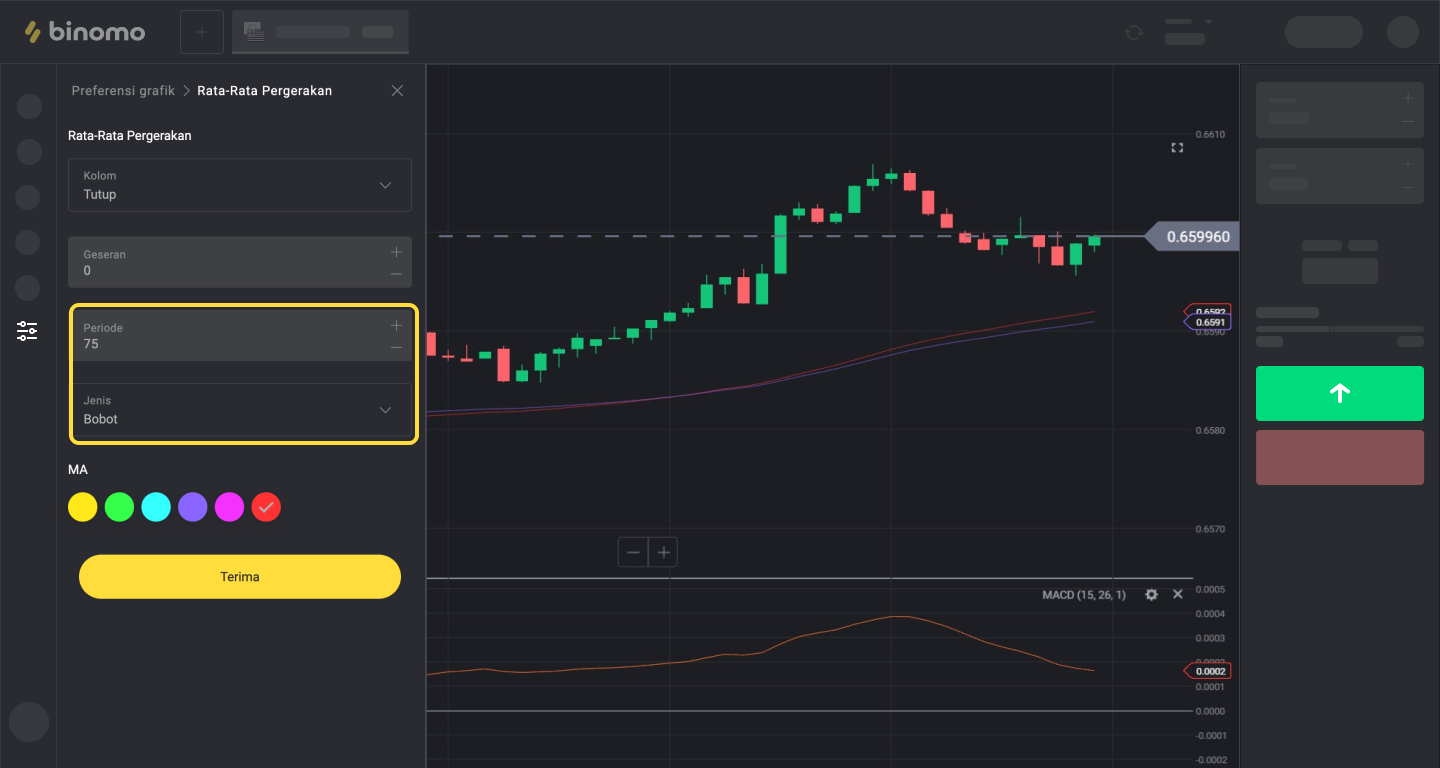 binomo
Preferensi grafik > Rata-Rata Pergerakan
Rata-Rata Pergerakan
Kolom
Tutup
Geseran
0
Periode
75
Jenis
Bobot
MA
Terima
0.6610
0.659960
0.6592
0.6591
0.6590
0.6580
0.6570
MACD (15, 26, 1)
0.0005
0.0004
0.0003
0.0002
0.0002
0.0001
0.0000
-0.0001
-0.0002